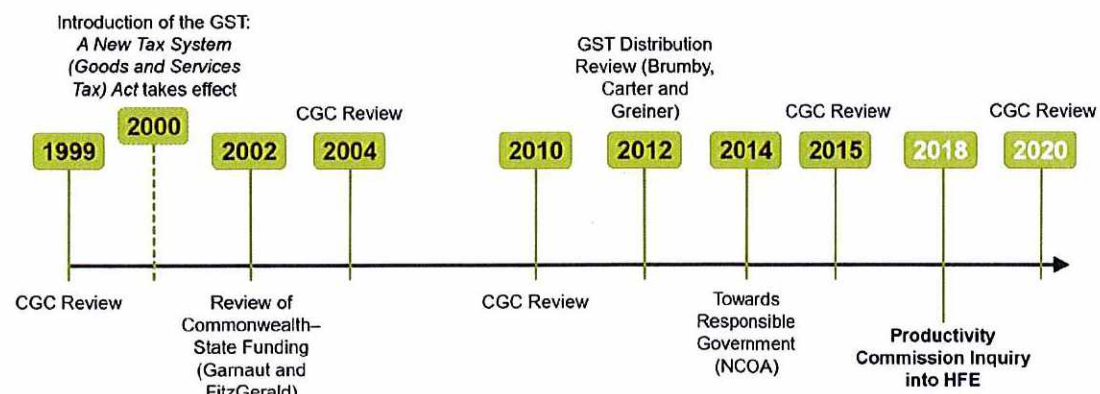 Introduction of the GST:
A New Tax System
(Goods and Services
Tax) Act takes effect
GST Distribution
Review (Brumby,
Carter and
Greiner)
CGC Review
CGC Review
CGC Review
1999
2000
2002
2004
2010
2012
2014
2015
2018
2020
CGC Review
Review of
Commonwealth–
State Funding
(Garnaut and
FitzGerald)
CGC Review
Towards
Responsible
Government
(NCOA)
Productivity
Commission Inquiry
into HFE